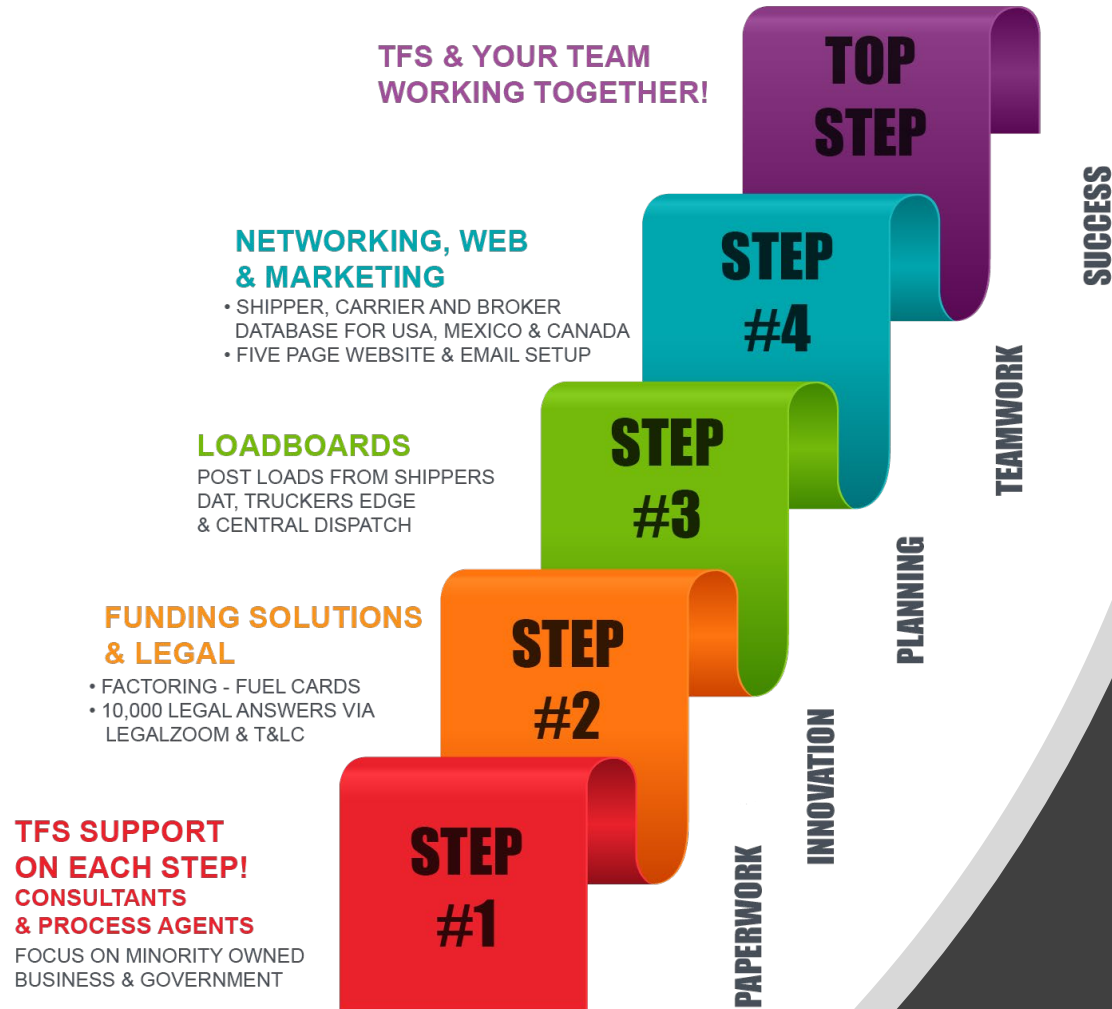 TFS & YOUR TEAM
WORKING TOGETHER!
TOP
STEP
SUCCESS
NETWORKING, WEB
& MARKETING
• SHIPPER, CARRIER AND BROKER
DATABASE FOR USA, MEXICO & CANADA
• FIVE PAGE WEBSITE & EMAIL SETUP
STEP
#4
TEAMWORK
LOADBOARDS
POST LOADS FROM SHIPPERS
DAT, TRUCKERS EDGE
& CENTRAL DISPATCH
STEP
#3
PLANNING
FUNDING SOLUTIONS
& LEGAL
• FACTORING - FUEL CARDS
• 10,000 LEGAL ANSWERS VIA
LEGALZOOM & T&LC
STEP
#2
INNOVATION
TFS SUPPORT
ON EACH STEP!
CONSULTANTS
& PROCESS AGENTS
FOCUS ON MINORITY OWNED
BUSINESS & GOVERNMENT
STEP
#1
PAPERWORK